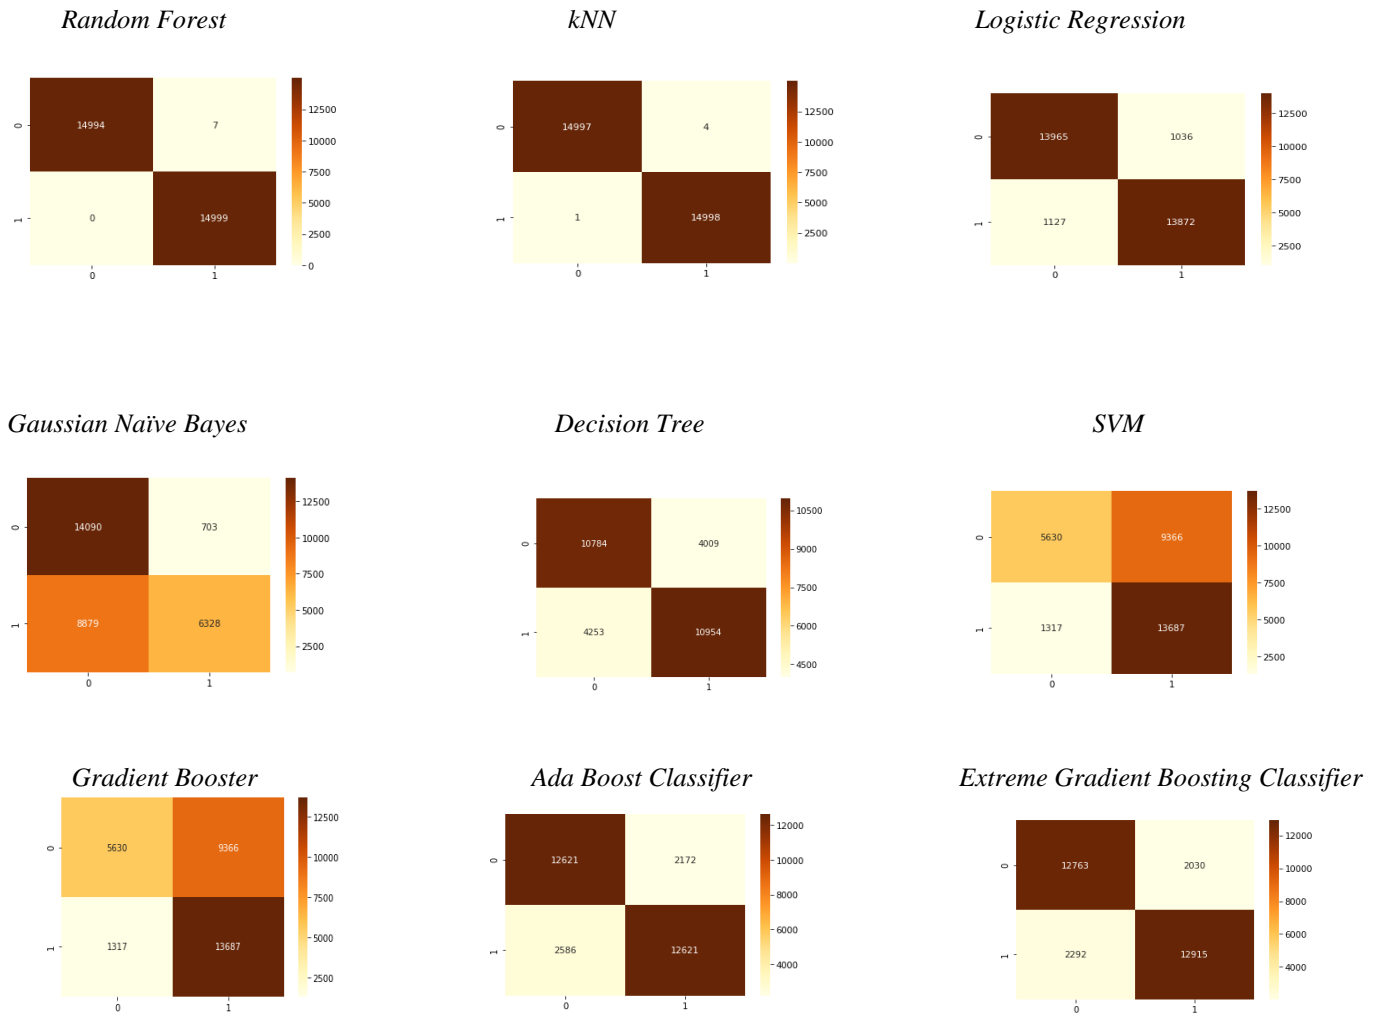 Random Forest kNN Logistic Regression
0 14994 7 12500
10000
7500
5000
2500
0
1 0 14999
0 1
0 14997 4 12500
10000
7500
5000
2500
1 1 14998
0 1
0 13965 1036 12500
10000
7500
5000
2500
1 1127 13872
0 1
Gaussian Naïve Bayes Decision Tree SVM
0 14090 703 12500
10000
7500
5000
2500
1 8879 6328
0 1
0 10784 4009 10500
9000
7500
6000
4500
1 4253 10954
0 1
0 5630 9366 12500
10000
7500
5000
2500
1 1317 13687
0 1
Gradient Booster Ada Boost Classifier Extreme Gradient Boosting Classifier
0 5630 9366 12500
10000
7500
5000
2500
1 1317 13687
0 1
0 12621 2172 12000
10000
8000
6000
4000
1 2586 12621
0 1
0 12763 2030 12000
10000
8000
6000
4000
1 2292 12915
0 1